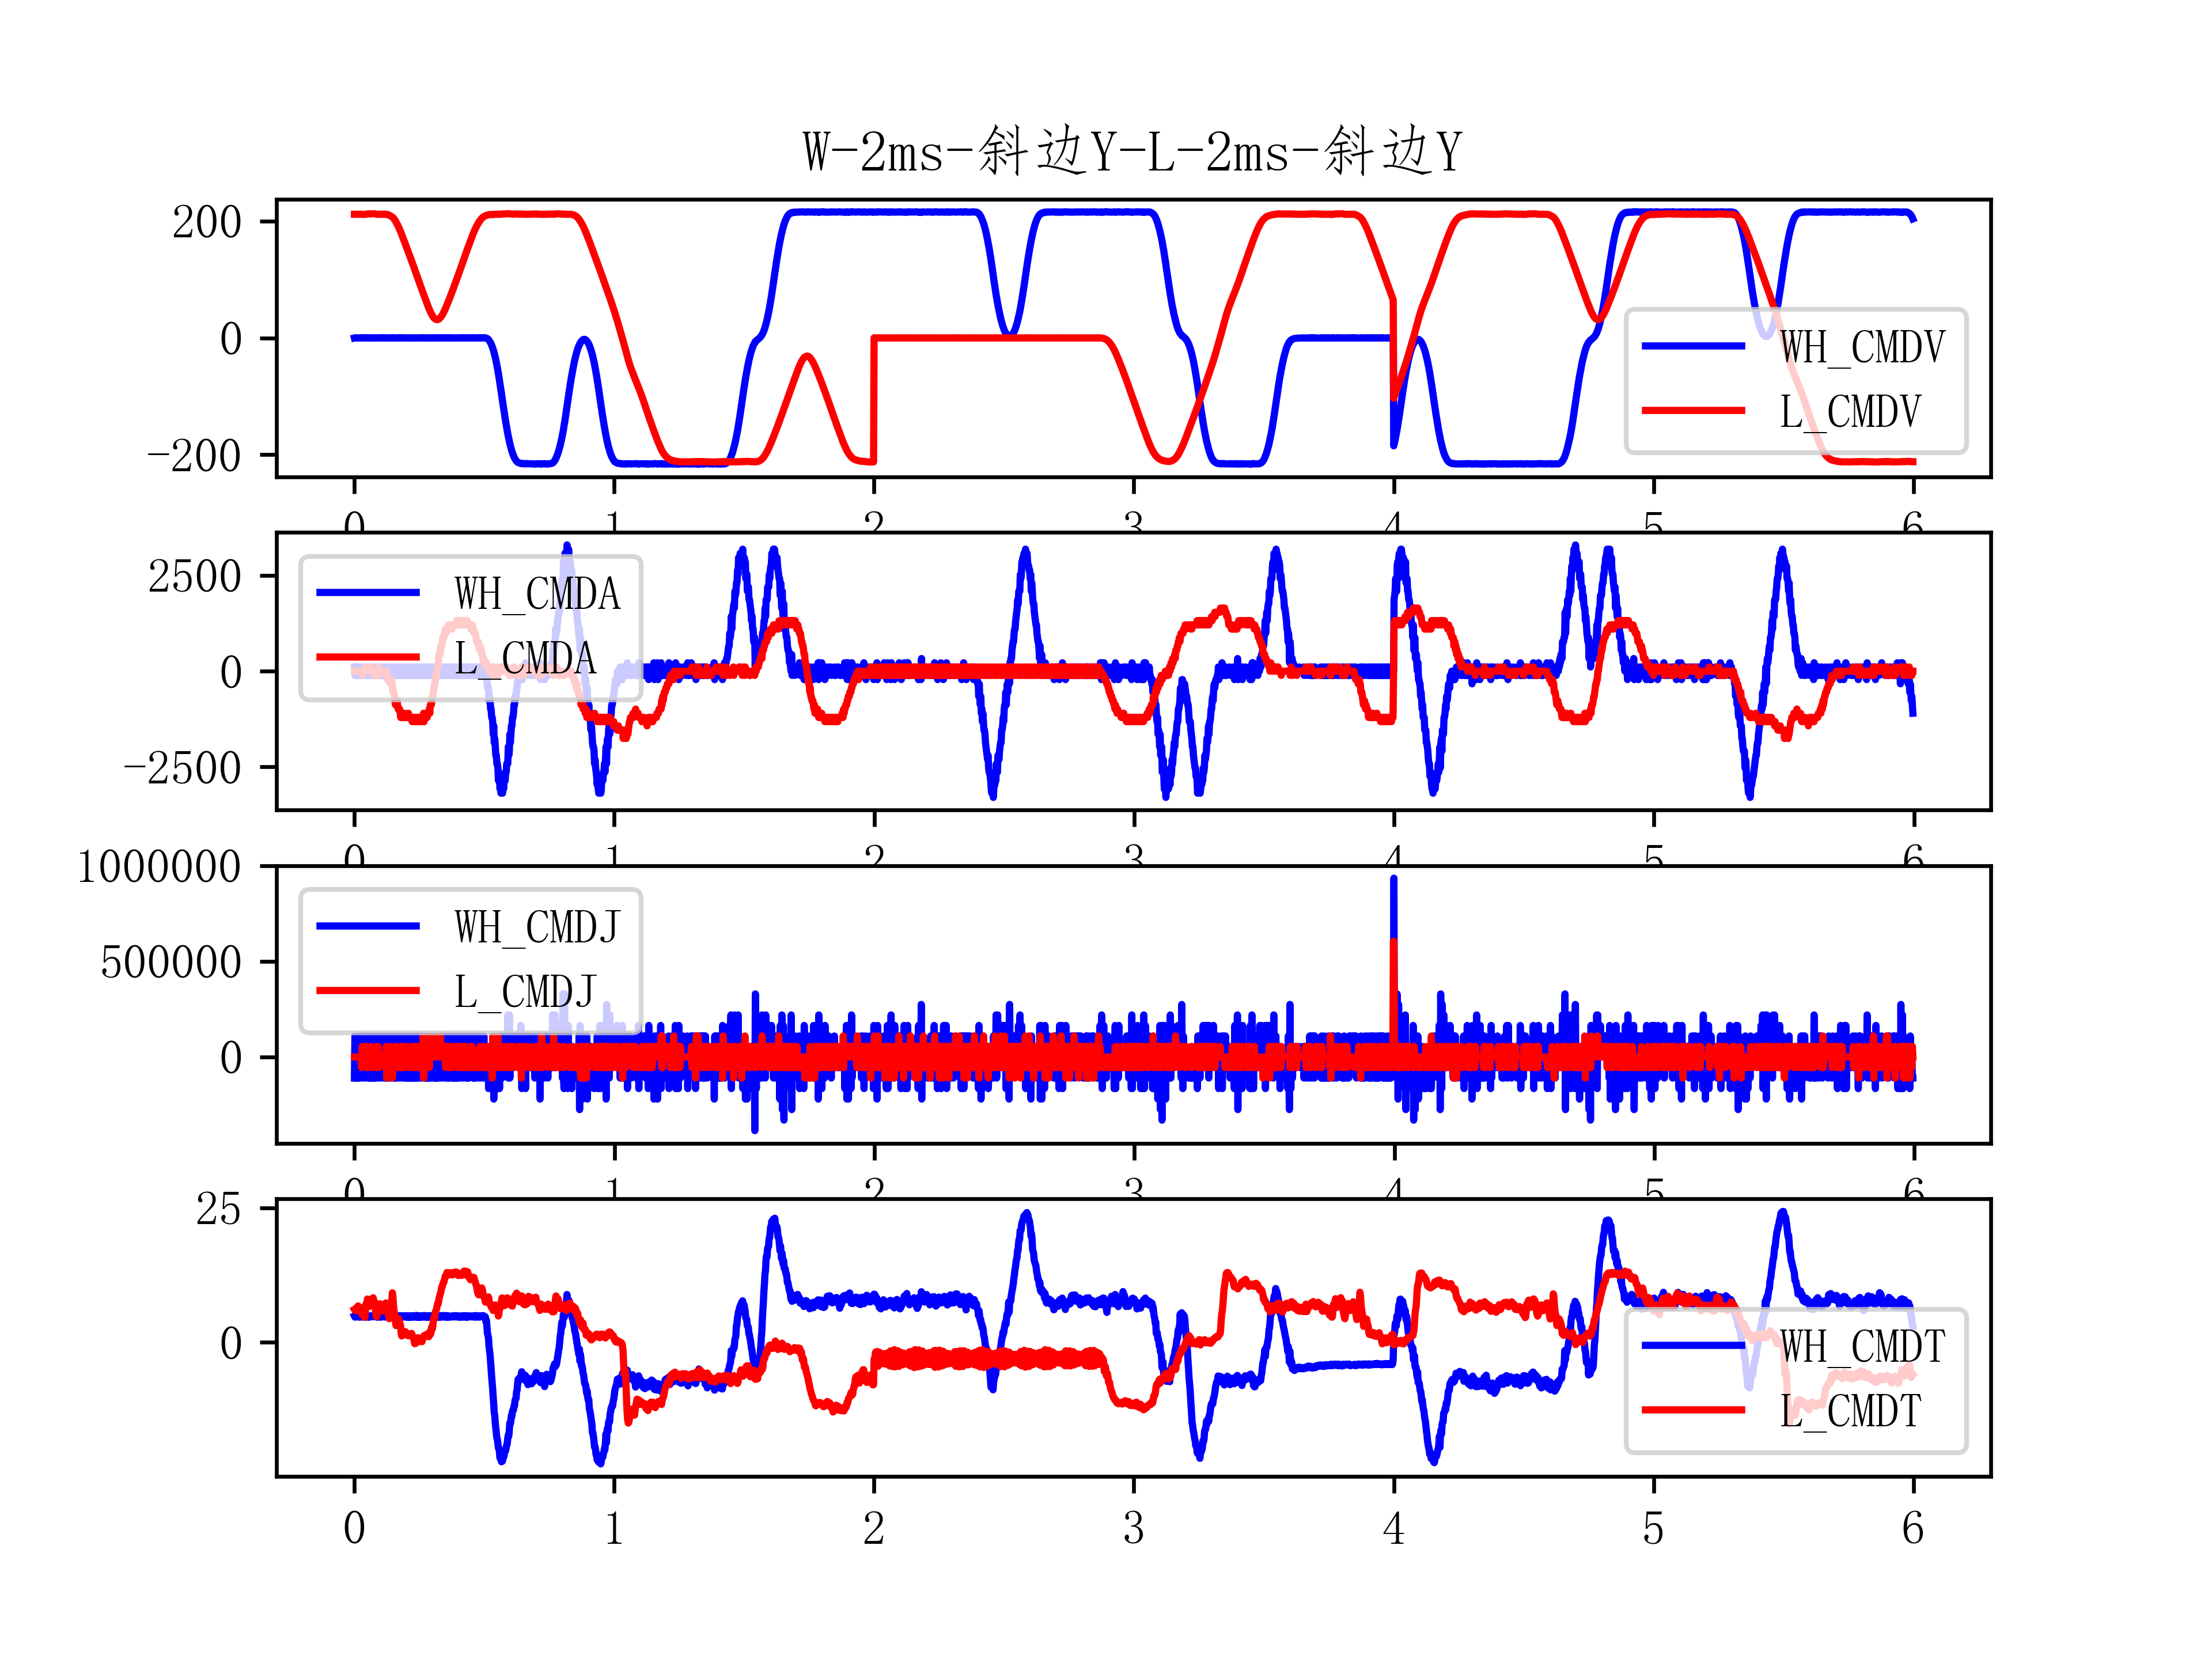 W-2ms-斜边Y-L-2ms-斜边Y
200
0
-200
WH_CMDV
L_CMDV
0 1 2 3 4 5 6
2500
0
-2500
WH_CMDA
L_CMDA
0 1 2 3 4 5 6
1000000
500000
0
WH_CMDJ
L_CMDJ
0 1 2 3 4 5 6
25
0
WH_CMDT
L_CMDT
0 1 2 3 4 5 6